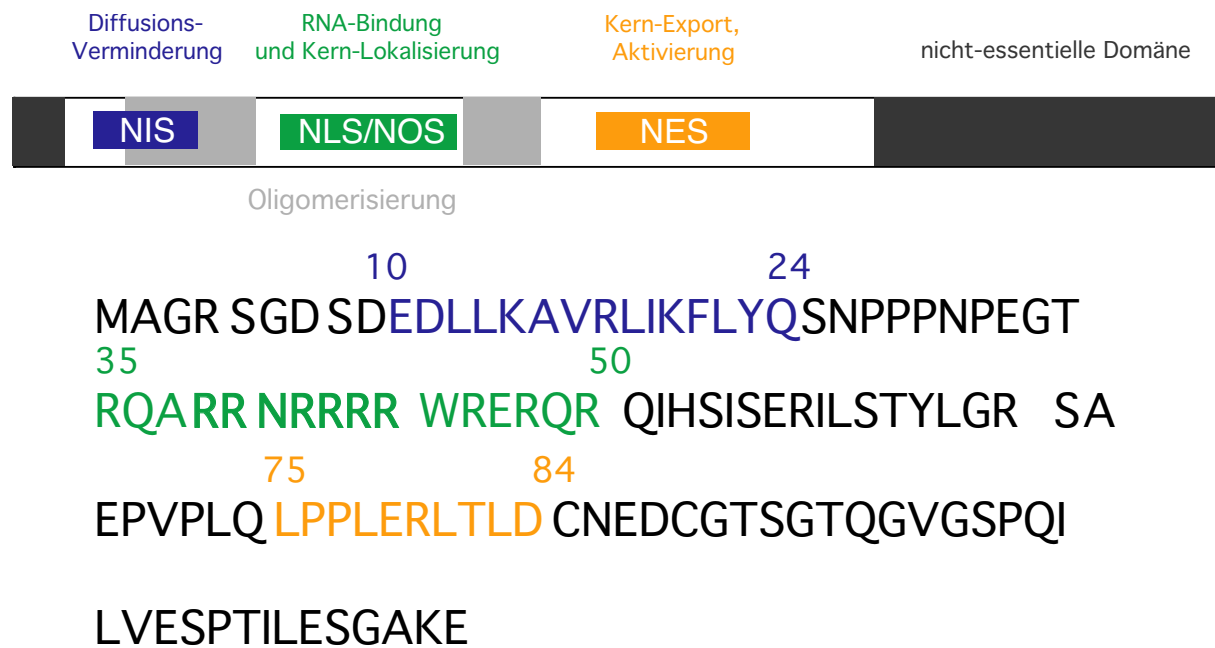 Diffusions-
Verminderung
RNA-Bindung
und Kern-Lokalisierung
Kern-Export,
Aktivierung
nicht-essentielle Domäne
NIS
NLS/NOS
NES
Oligomerisierung
10 24
MAGR SGD SDEDLLKAVRLIKFLYQSNPPPNPEGT
35 50
RQARR NRRRR WRERQR QIHSISERILSTYLGR SA
75 84
EPVPLQ LPPLERLTLD CNEDCGTSGTQGVGSPQI
LVESPTILESGAKE